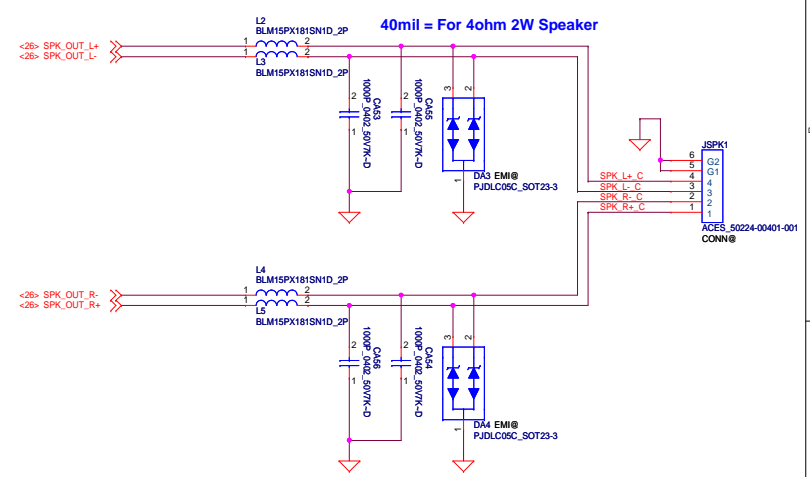 40mil = For 4ohm 2W Speaker
L2
BLM15PX181SN1D_2P
<26> SPK_OUT_L+
<26> SPK_OUT_L-
1 2
1 2
L3
BLM15PX181SN1D_2P
2
1
CA53
1000P_0402_50V7K~D
2
1
CA55
1000P_0402_50V7K~D
3
2
1
DA3 EMI@
PJDLC05C_SOT23-3
JSPK1
6 G2
5 G1
SPK_L+_C 4 4
SPK_L-_C 3 3
SPK_R-_C 2 2
SPK_R+_C 1 1
ACES_50224-00401-001
CONN@
L4
BLM15PX181SN1D_2P
<26> SPK_OUT_R-
<26> SPK_OUT_R+
1 2
1 2
L5
BLM15PX181SN1D_2P
2
1
CA56
1000P_0402_50V7K~D
2
1
CA54
1000P_0402_50V7K~D
3
2
1
DA4 EMI@
PJDLC05C_SOT23-3